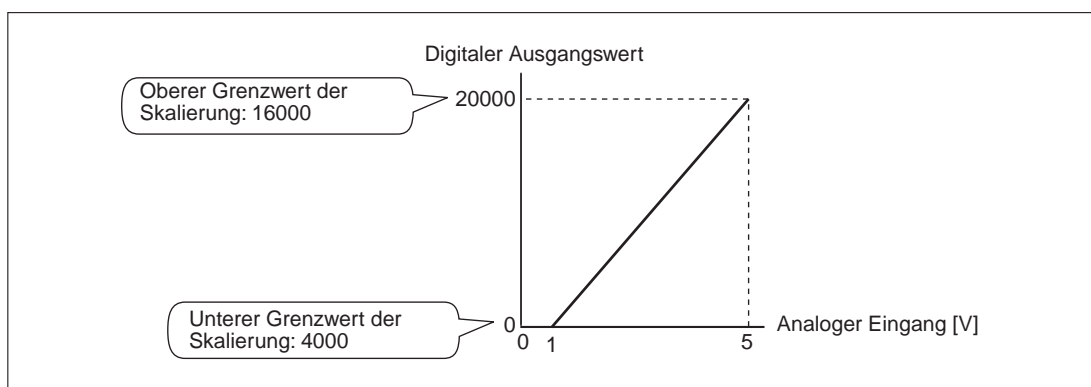 Digitaler Ausgangswert
Oberer Grenzwert der
Skalierung: 16000
20000
Unterer Grenzwert der
Skalierung: 4000
0
Analoger Eingang [V]
0
1
5